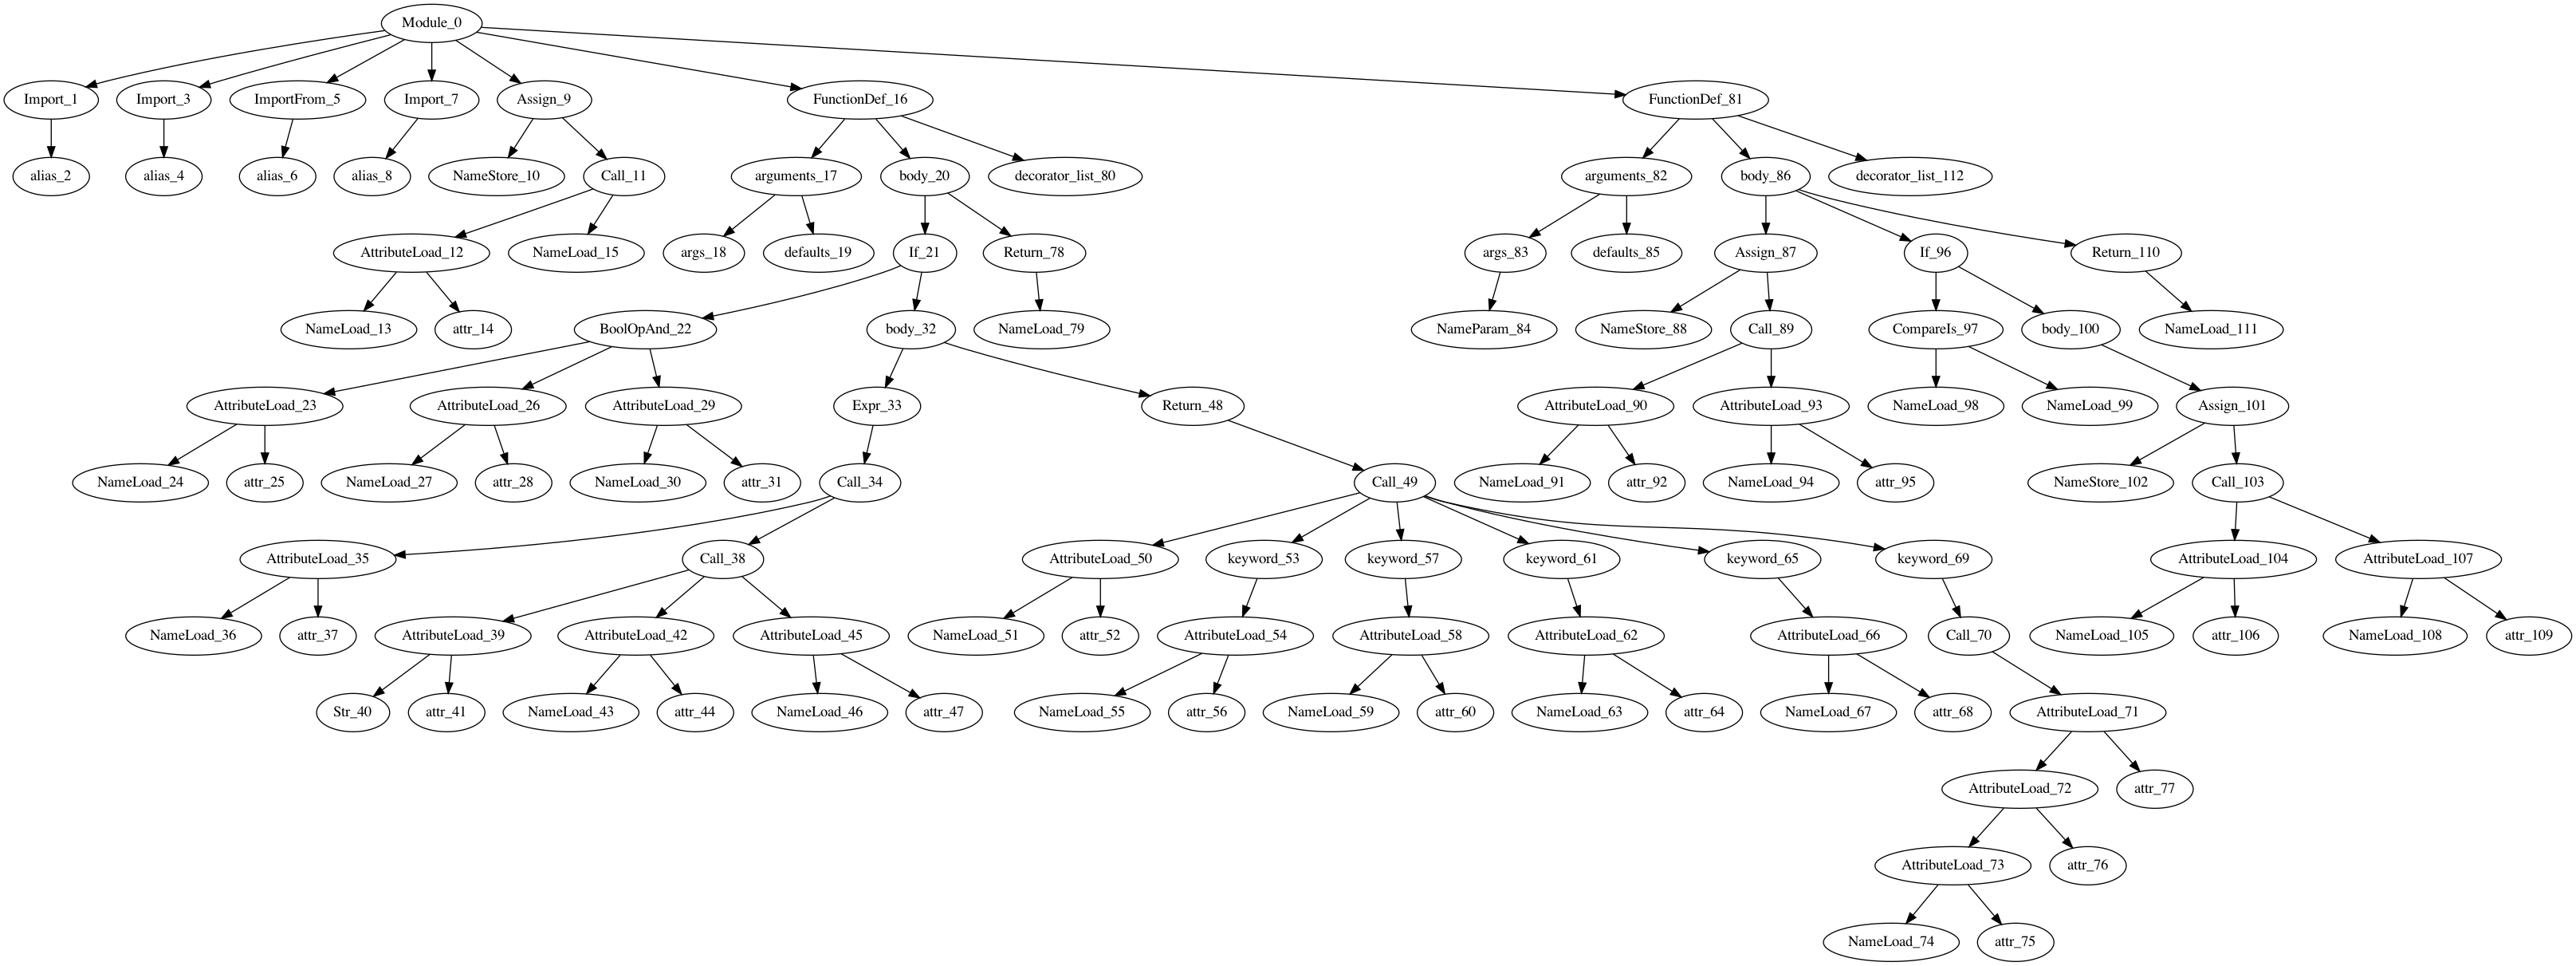 Module_0
Import_1 Import_3 ImportFrom_5 Import_7 Assign_9 FunctionDef_16 FunctionDef_81
alias_2 alias_4 alias_6 alias_8 NameStore_10 Call_11 arguments_17 body_20 decorator_list_80 arguments_82 body_86 decorator_list_112
AttributeLoad_12 NameLoad_15 args_18 defaults_19 If_21 Return_78 args_83 defaults_85 Assign_87 If_96 Return_110
NameLoad_13 attr_14 BoolOpAnd_22 body_32 NameLoad_79 NameParam_84 NameStore_88 Call_89 CompareIs_97 body_100 NameLoad_111
AttributeLoad_23 AttributeLoad_26 AttributeLoad_29 Expr_33 Return_48 AttributeLoad_90 AttributeLoad_93 NameLoad_98 NameLoad_99 Assign_101
NameLoad_24 attr_25 NameLoad_27 attr_28 NameLoad_30 attr_31 Call_34 Call_49 NameLoad_91 attr_92 NameLoad_94 attr_95 NameStore_102 Call_103
AttributeLoad_35 Call_38 AttributeLoad_50 keyword_53 keyword_57 keyword_61 keyword_65 keyword_69 AttributeLoad_104 AttributeLoad_107
NameLoad_36 attr_37 AttributeLoad_39 AttributeLoad_42 AttributeLoad_45 NameLoad_51 attr_52 AttributeLoad_54 AttributeLoad_58 AttributeLoad_62 AttributeLoad_66 Call_70 NameLoad_105 attr_106 NameLoad_108 attr_109
Str_40 attr_41 NameLoad_43 attr_44 NameLoad_46 attr_47 NameLoad_55 attr_56 NameLoad_59 attr_60 NameLoad_63 attr_64 NameLoad_67 attr_68 AttributeLoad_71
AttributeLoad_72 attr_77
AttributeLoad_73 attr_76
NameLoad_74 attr_75